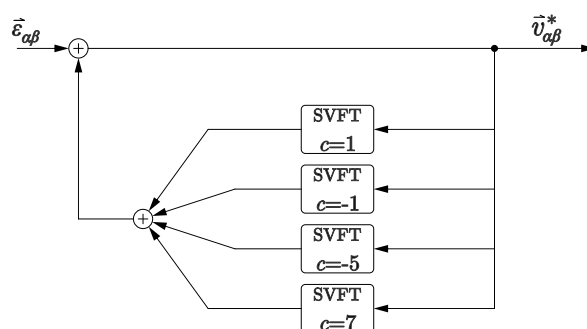 ε⃗αβ
v⃗*αβ
+
SVFT
c=1
SVFT
c=-1
+
SVFT
c=-5
SVFT
c=7